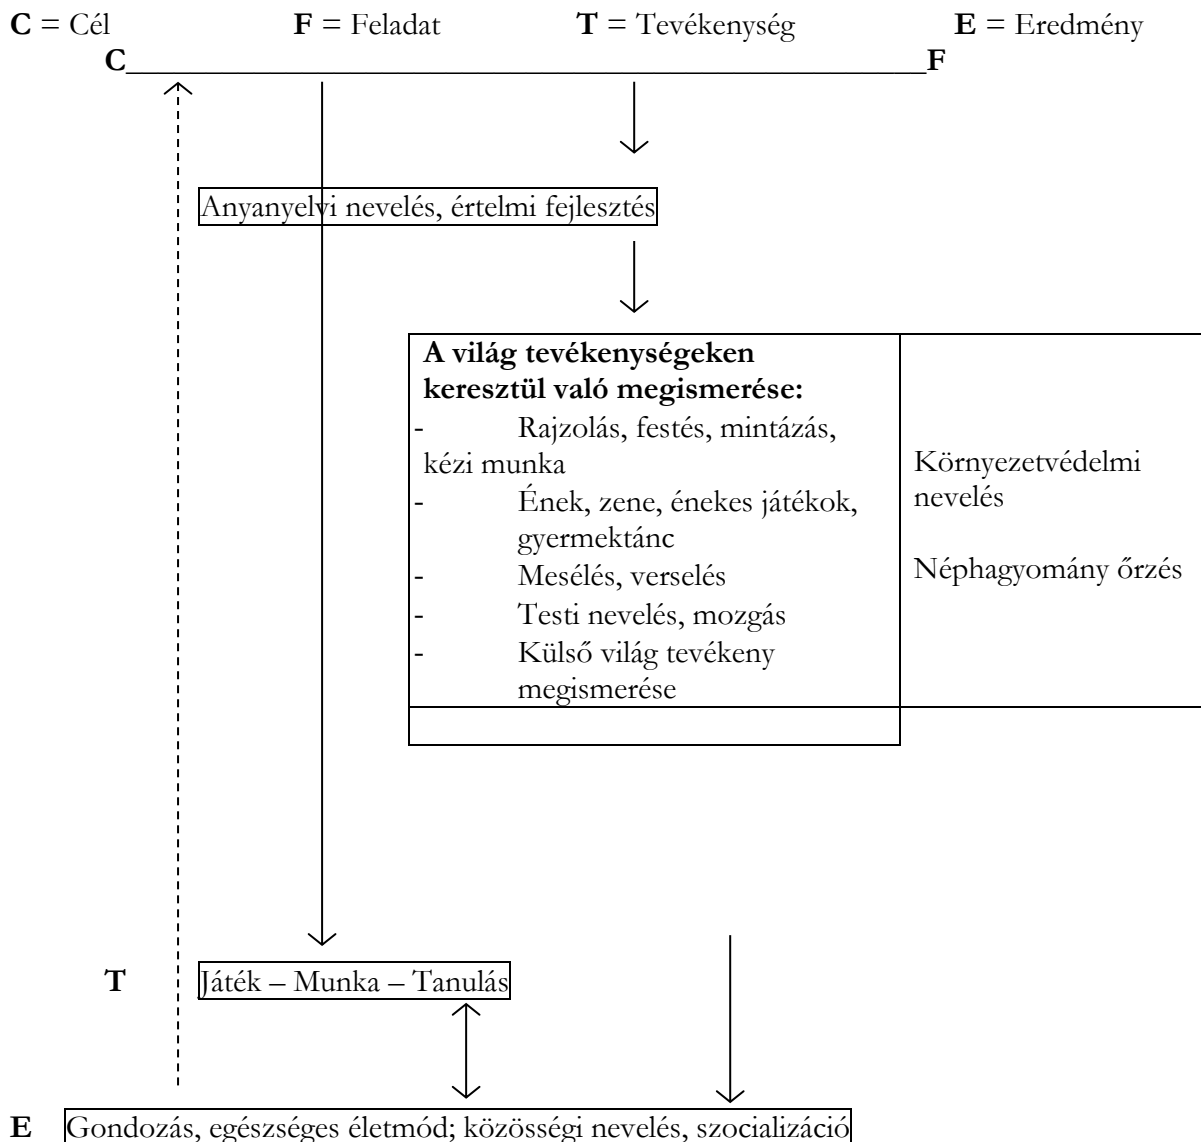 C = Cél F = Feladat T = Tevékenység E = Eredmény
C____________________________________________________F
Anyanyelvi nevelés, értelmi fejlesztés
A világ tevékenységeken
keresztül való megismerése:
- Rajzolás, festés, mintázás,
kézi munka
- Ének, zene, énekes játékok,
gyermektánc
- Mesélés, verselés
- Testi nevelés, mozgás
- Külső világ tevékeny
megismerése
Környezetvédelmi
nevelés
Néphagyomány őrzés
T Játék – Munka – Tanulás
E Gondozás, egészséges életmód; közösségi nevelés, szocializáció